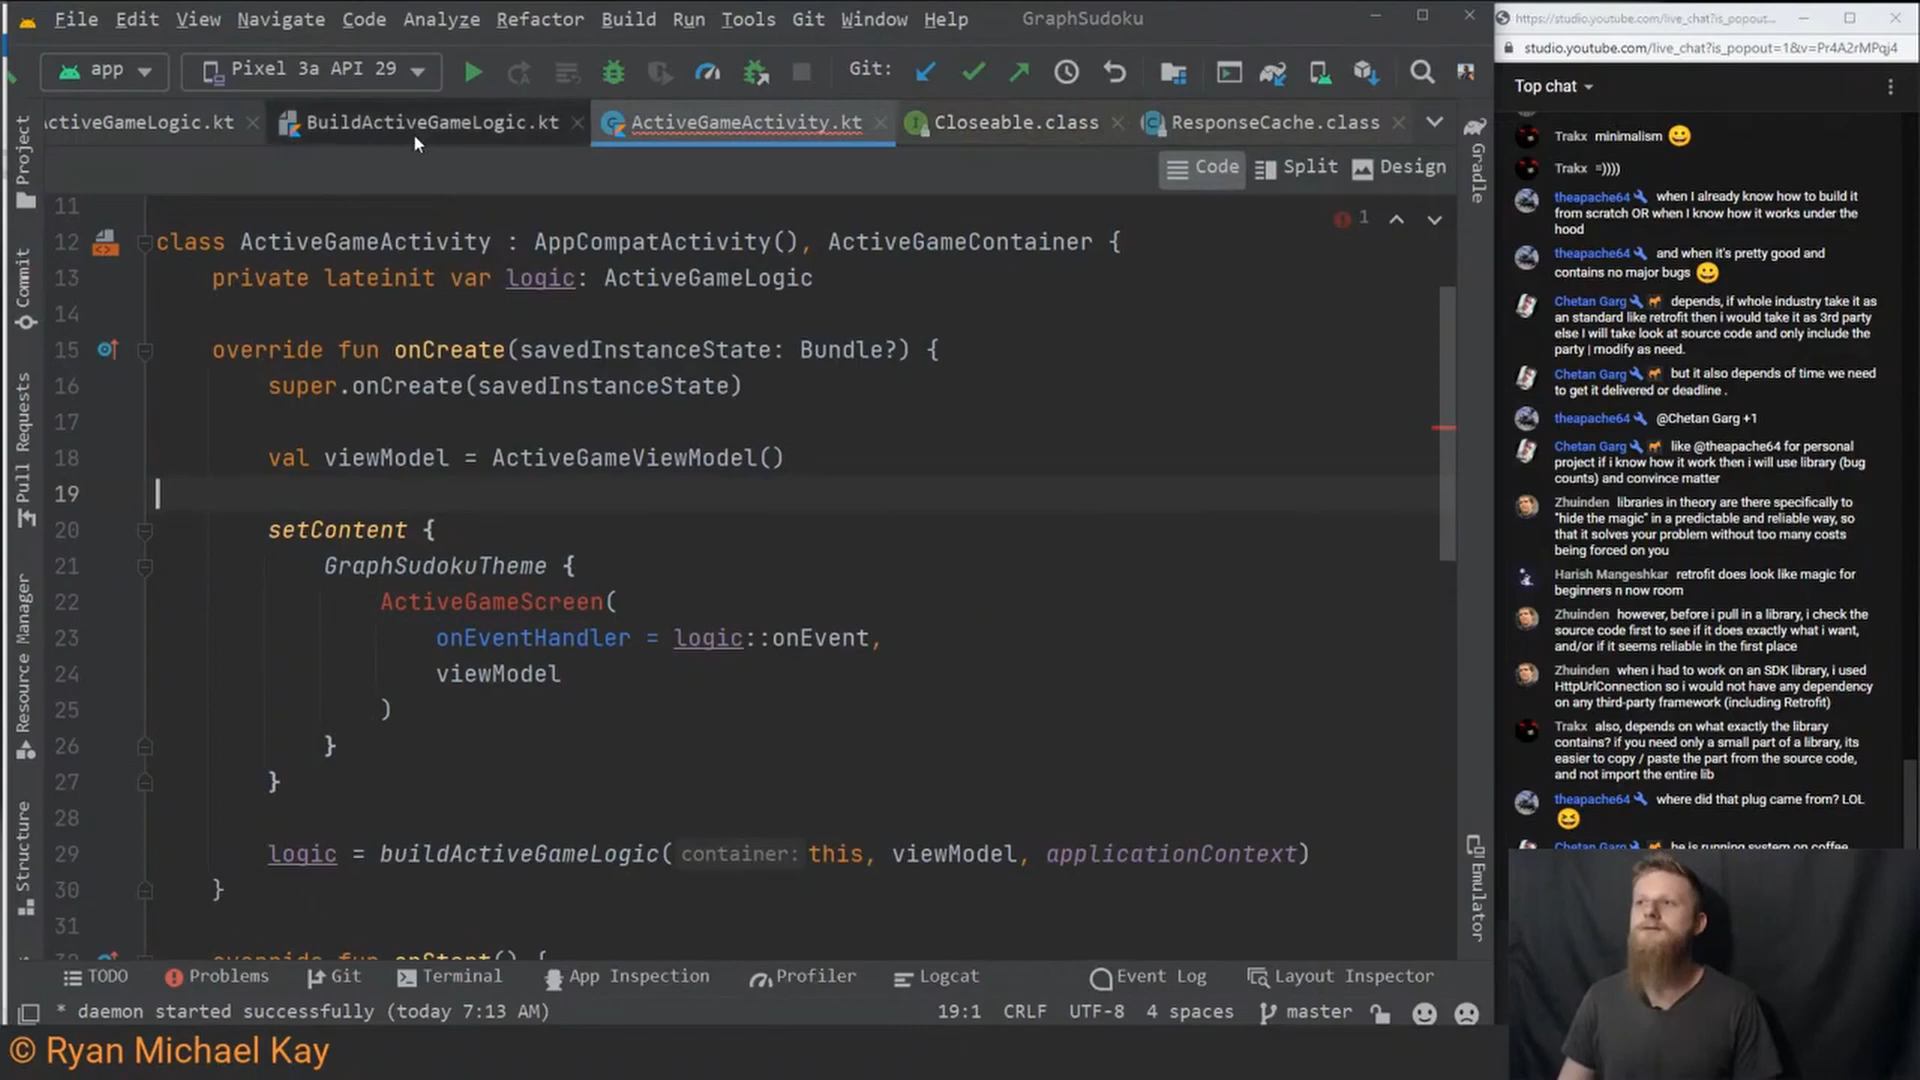 File Edit View Navigate Code Analyze Refactor Build Run Tools Git Window Help GraphSudoku
app Pixel 3a API 29 Git:
ctiveGameLogic.kt BuildActiveGameLogic.kt ActiveGameActivity.kt Closeable.class ResponseCache.class
Code Split Design
Project
Commit
Pull Requests
Resource Manager
Structure
1
11
12 class ActiveGameActivity : AppCompatActivity(), ActiveGameContainer {
13 private lateinit var logic: ActiveGameLogic
14
15 override fun onCreate(savedInstanceState: Bundle?) {
16 super.onCreate(savedInstanceState)
17
18 val viewModel = ActiveGameViewModel()
19
20 setContent {
21 GraphSudokuTheme {
22 ActiveGameScreen(
23 onEventHandler = logic::onEvent,
24 viewModel
25 )
26 }
27 }
28
29 logic = buildActiveGameLogic(container: this, viewModel, applicationContext)
30 }
31
override fun onStart() {
Gradle
Emulator
TODO Problems Git Terminal App Inspection Profiler Logcat Event Log Layout Inspector
* daemon started successfully (today 7:13 AM) 19:1 CRLF UTF-8 4 spaces master
© Ryan Michael Kay
https://studio.youtube.com/live_chat?is_popout...
studio.youtube.com/live_chat?is_popout=1&v=Pr4A2rMPqj4
Top chat
Trakx minimalism
Trakx =))))
theapache64 when I already know how to build it
from scratch OR when I know how it works under the
hood
theapache64 and when it's pretty good and
contains no major bugs
Chetan Garg depends, if whole industry take it as
an standard like retrofit then i would take it as 3rd party
else I will take look at source code and only include the
party | modify as need.
Chetan Garg but it also depends of time we need
to get it delivered or deadline .
theapache64 @Chetan Garg +1
Chetan Garg like @theapache64 for personal
project if i know how it work then i will use library (bug
counts) and convince matter
Zhuinden libraries in theory are there specifically to
"hide the magic" in a predictable and reliable way, so
that it solves your problem without too many costs
being forced on you
Harish Mangeshkar retrofit does look like magic for
beginners n now room
Zhuinden however, before i pull in a library, i check the
source code first to see if it does exactly what i want,
and/or if it seems reliable in the first place
Zhuinden when i had to work on an SDK library, i used
HttpUrlConnection so i would not have any dependency
on any third-party framework (including Retrofit)
Trakx also, depends on what exactly the library
contains? if you need only a small part of a library, its
easier to copy / paste the part from the source code,
and not import the entire lib
theapache64 where did that plug came from? LOL
Chetan Garg he is running system on coffee